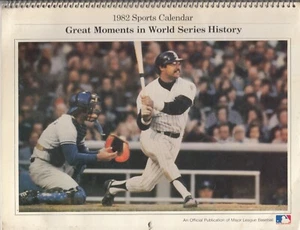 1982 Sports Calendar
Great Moments in World Series History
An Official Publication of Major League Baseball